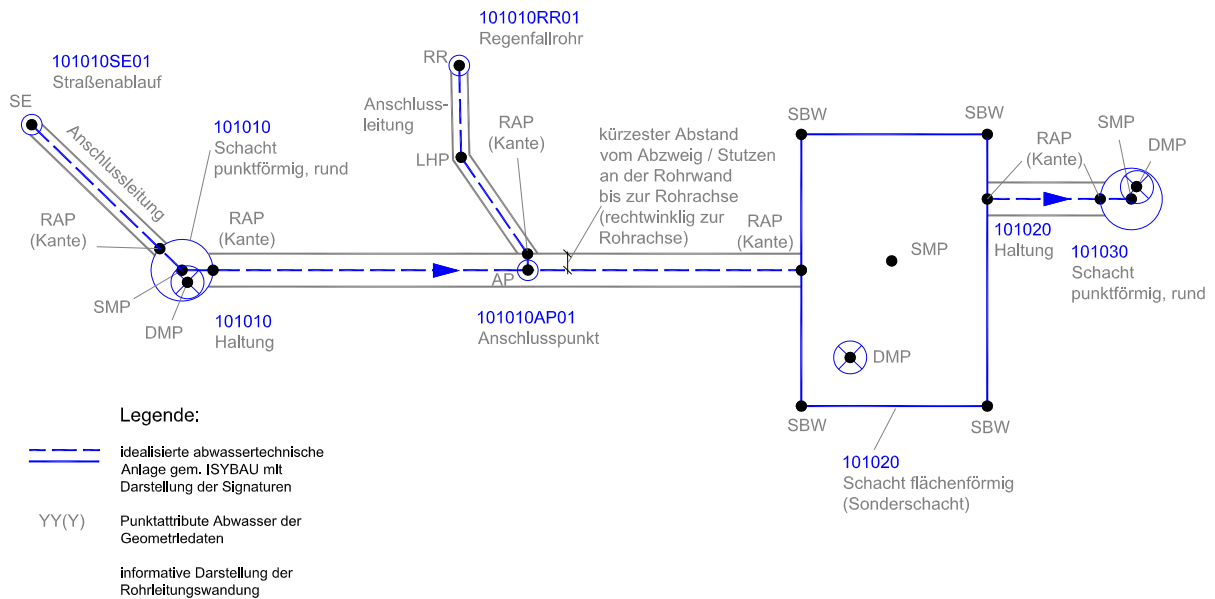 101010RR01
Regenfallrohr
RR
101010SE01
Straßenablauf
SE
Anschlussleitung
101010
Schacht
punktförmig, rund
Anschluss-
leitung
LHP
RAP
(Kante)
kürzester Abstand
vom Abzweig / Stutzen
an der Rohrwand
bis zur Rohrachse
(rechtwinklig zur
Rohrachse)
SBW
SBW
RAP
(Kante)
SMP
DMP
RAP
(Kante)
RAP
(Kante)
RAP
(Kante)
SMP
DMP
101010
Haltung
AP
101010AP01
Anschlusspunkt
SMP
DMP
SBW
SBW
101020
Haltung
101030
Schacht
punktförmig, rund
101020
Schacht flächenförmig
(Sonderschacht)
Legende:
idealisierte abwassertechnische
Anlage gem. ISYBAU mIt
Darstellung der Signaturen
YY(Y)
Punktattribute Abwasser der
Geometrledaten
informative Darstellung der
Rohrleitungswandung